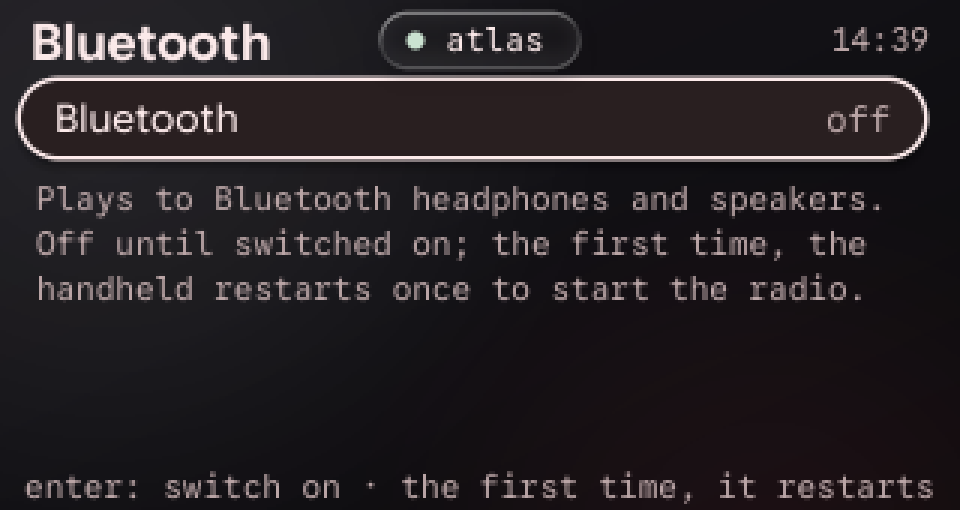 Bluetooth
atlas
14:39
Bluetooth
off
Plays to Bluetooth headphones and speakers.
Off until switched on; the first time, the
handheld restarts once to start the radio.
enter: switch on · the first time, it restarts